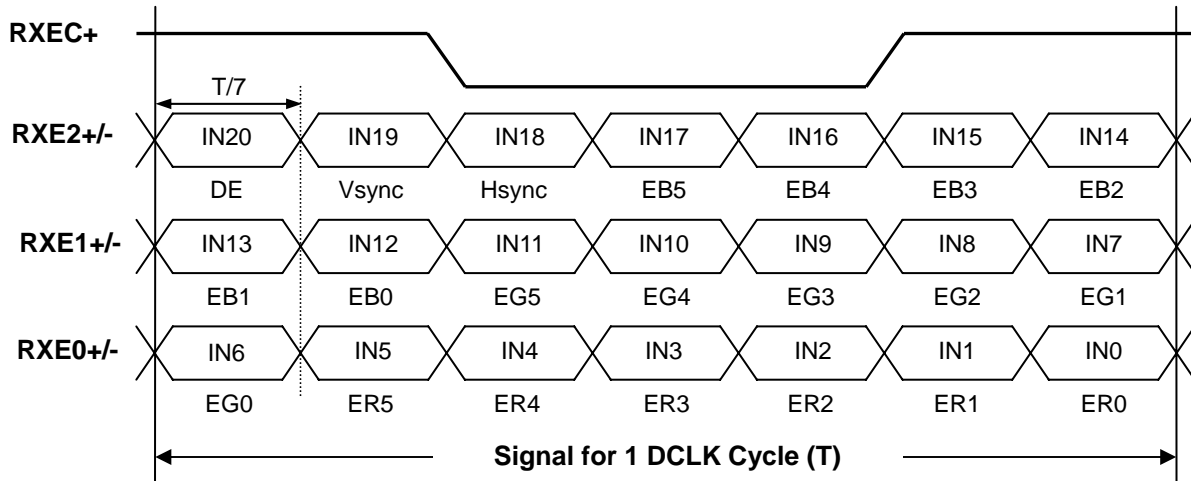 RXEC+
T/7
RXE2+/- IN20 IN19 IN18 IN17 IN16 IN15 IN14
DE Vsync Hsync EB5 EB4 EB3 EB2
RXE1+/- IN13 IN12 IN11 IN10 IN9 IN8 IN7
EB1 EB0 EG5 EG4 EG3 EG2 EG1
RXE0+/- IN6 IN5 IN4 IN3 IN2 IN1 IN0
EG0 ER5 ER4 ER3 ER2 ER1 ER0
Signal for 1 DCLK Cycle (T)